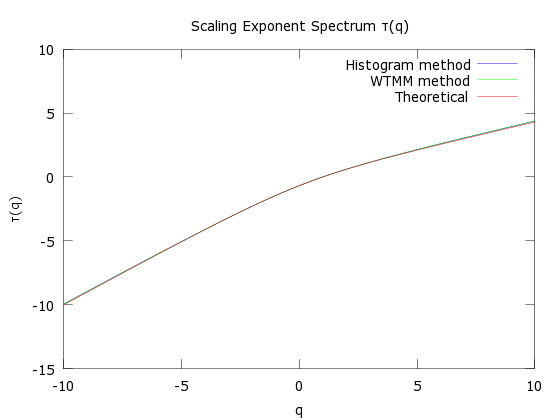 Scaling Exponent Spectrum τ(q)
10
5
0
-5
-10
-15
τ(q)
Histogram method
WTMM method
Theoretical
-10 -5 0 5 10
q